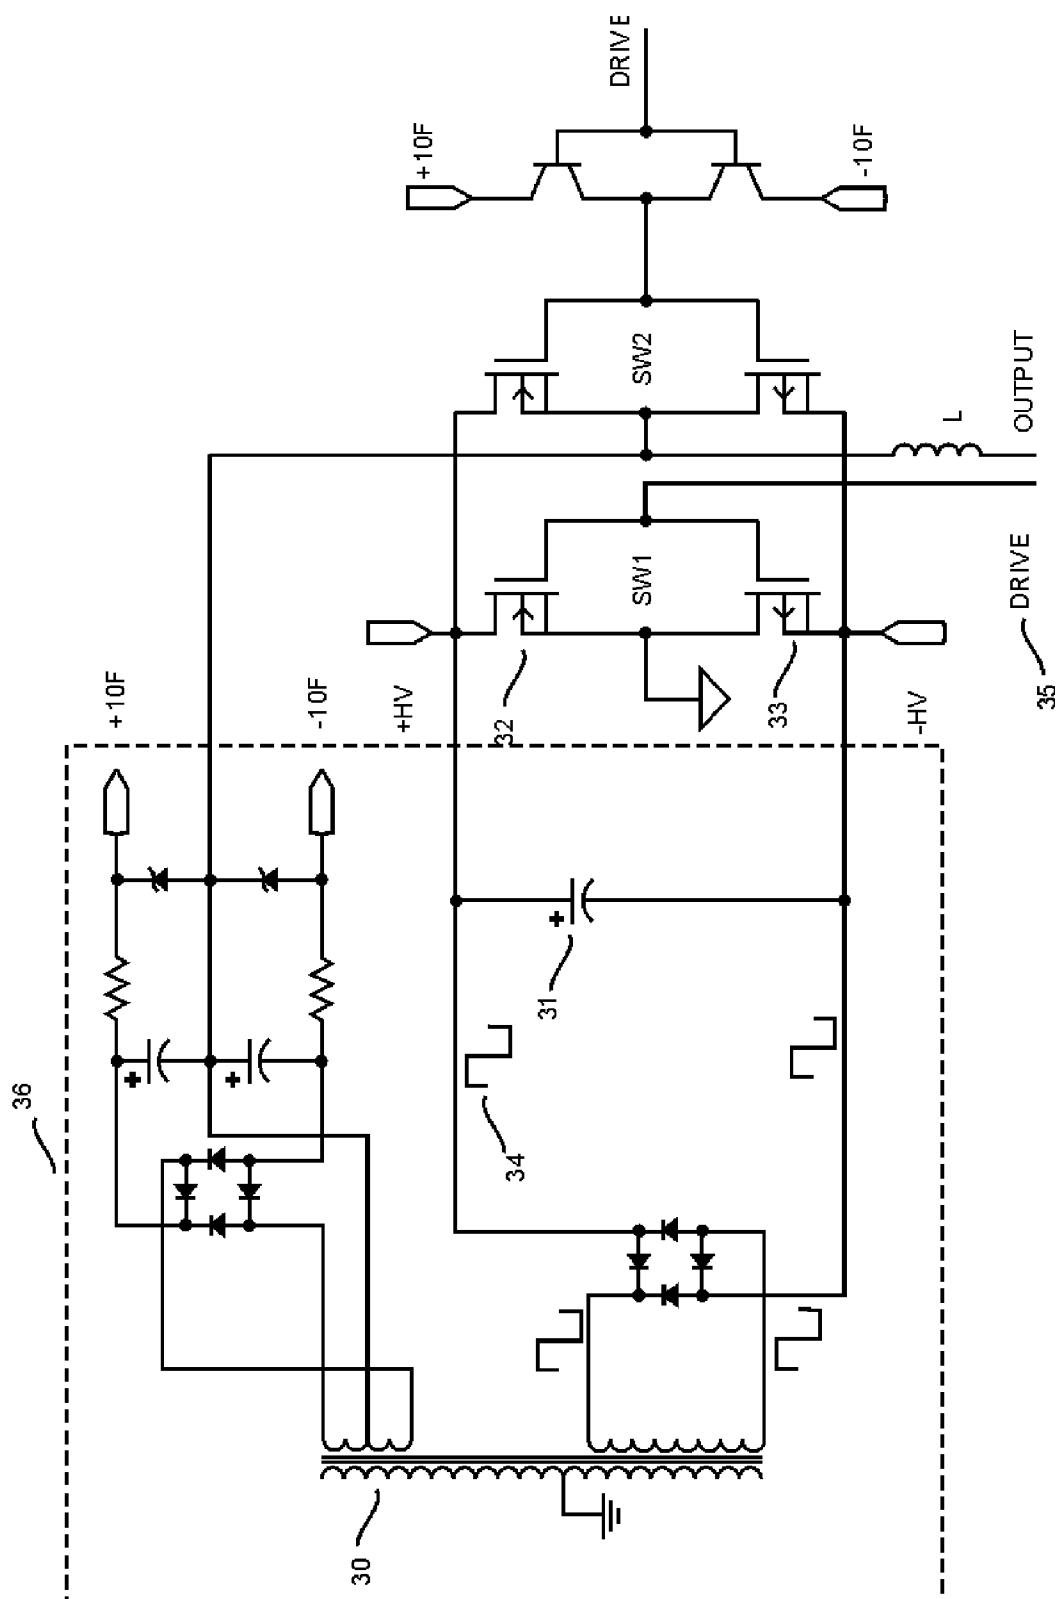 36
+10F
-10F
+HV
-HV
30
31
32
33
34
35
DRIVE
SW1
SW2
L
OUTPUT
+10F
-10F
DRIVE